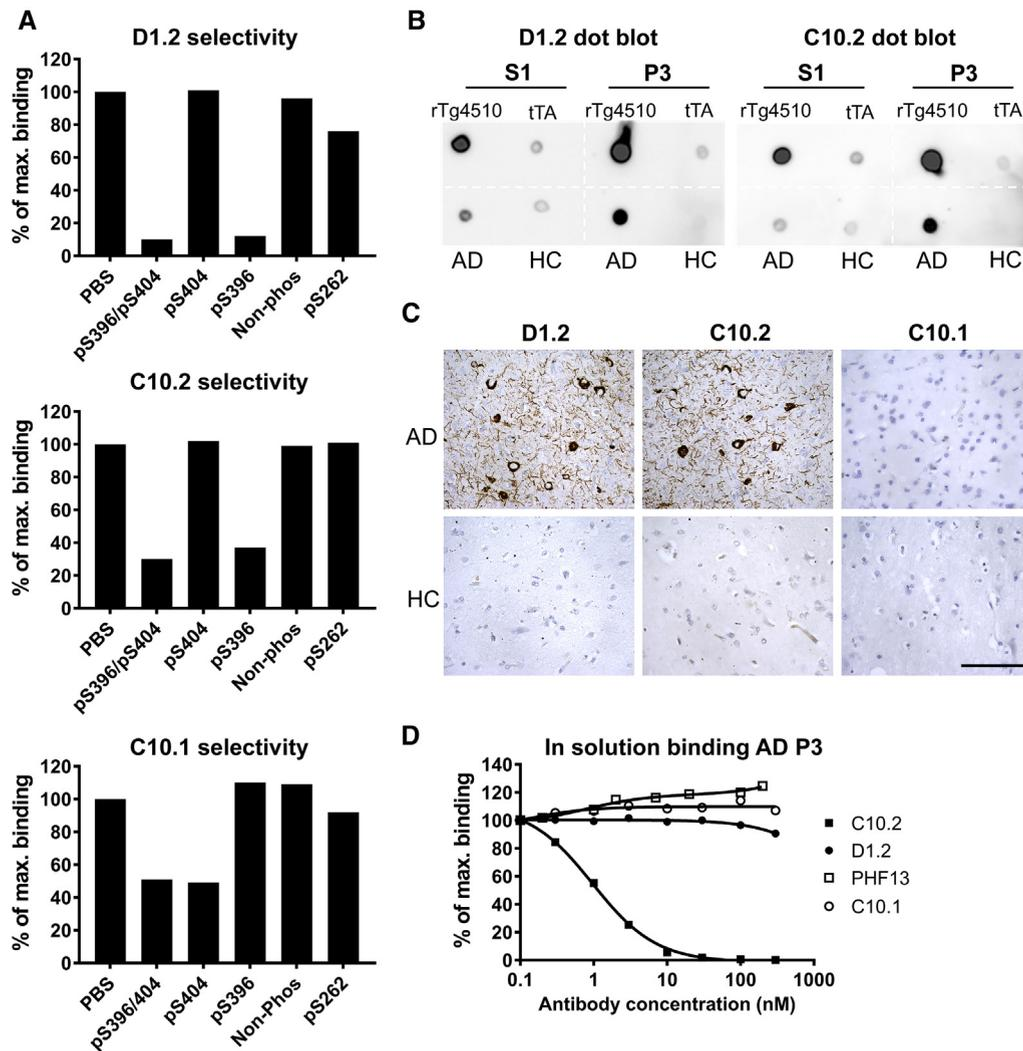 A
D1.2 selectivity
% of max. binding
120
100
80
60
40
20
0
PBS
pS396/pS404
pS404
pS396
Non-phos
pS262
C10.2 selectivity
% of max. binding
120
100
80
60
40
20
0
PBS
pS396/pS404
pS404
pS396
Non-phos
pS262
C10.1 selectivity
% of max. binding
120
100
80
60
40
20
0
PBS
pS396/404
pS404
pS396
Non-Phos
pS262
B
D1.2 dot blot
S1
P3
rTg4510
tTA
rTg4510
tTA
AD
HC
AD
HC
C10.2 dot blot
S1
P3
rTg4510
tTA
rTg4510
tTA
AD
HC
AD
HC
C
D1.2
C10.2
C10.1
AD
HC
D
In solution binding AD P3
% of max. binding
140
120
100
80
60
40
20
0
0.1
1
10
100
1000
Antibody concentration (nM)
C10.2
D1.2
PHF13
C10.1